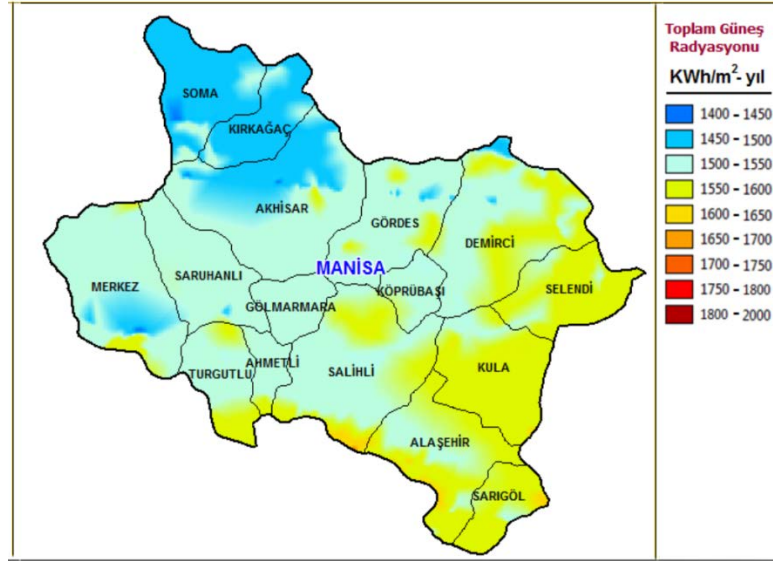 SOMA
KIRKAĞAÇ
AKHİSAR
GÖRDES
DEMİRCİ
MANİSA
MERKEZ
SARUHANLI
KÖPRÜBAŞI
SELENDİ
GÖLMARMARA
TURGUTLU
AHMETLİ
SALİHLİ
KULA
ALAŞEHİR
SARIGÖL
Toplam Güneş
Radyasyonu
KWh/m²- yıl
1400 - 1450
1450 - 1500
1500 - 1550
1550 - 1600
1600 - 1650
1650 - 1700
1700 - 1750
1750 - 1800
1800 - 2000